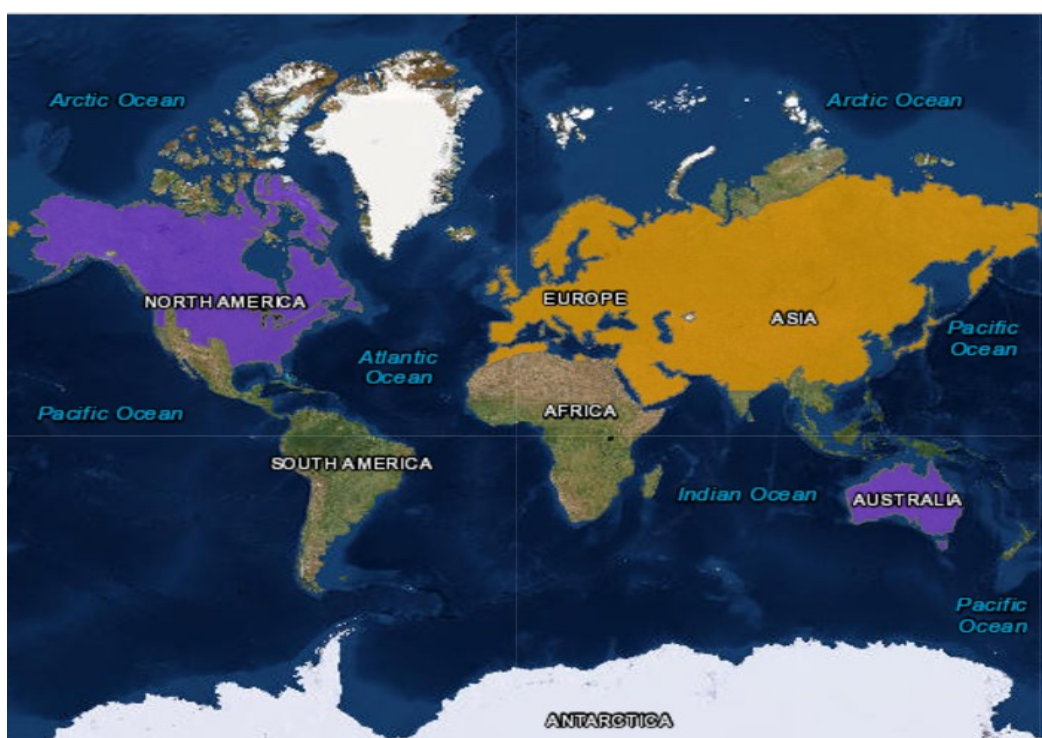 Arctic Ocean
Arctic Ocean
NORTH AMERICA
EUROPE
ASIA
Atlantic
Ocean
Pacific
Ocean
Pacific Ocean
AFRICA
SOUTH AMERICA
Indian Ocean
AUSTRALIA
Pacific
Ocean
ANTARCTICA